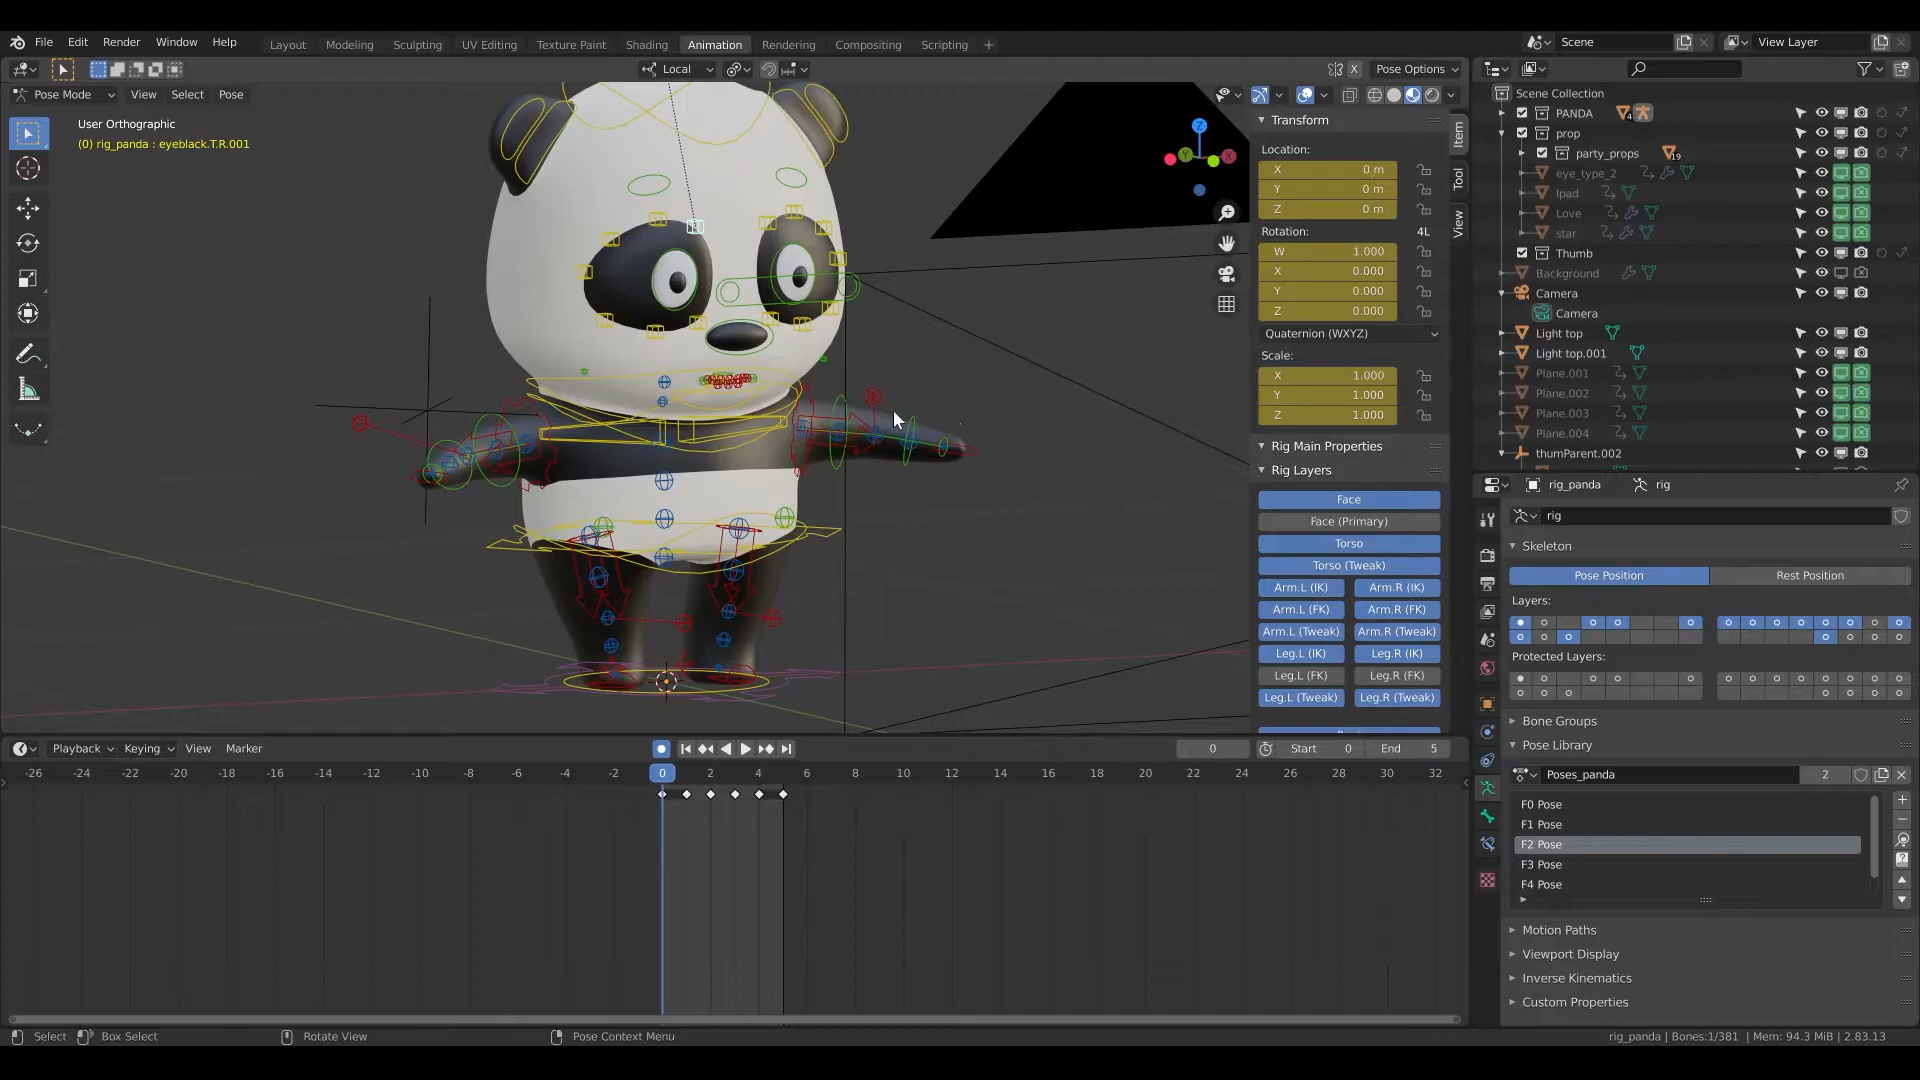 File Edit Render Window Help Layout Modeling Sculpting UV Editing Texture Paint Shading Animation Rendering Compositing Scripting + Scene View Layer
Local X Pose Options
Pose Mode View Select Pose
User Orthographic
(0) rig_panda : eyeblack.T.R.001
Z
Y
X
Item
Tool
View
Transform
Location:
X 0 m
Y 0 m
Z 0 m
Rotation: 4L
W 1.000
X 0.000
Y 0.000
Z 0.000
Quaternion (WXYZ)
Scale:
X 1.000
Y 1.000
Z 1.000
Rig Main Properties
Rig Layers
Face
Face (Primary)
Torso
Torso (Tweak)
Arm.L (IK) Arm.R (IK)
Arm.L (FK) Arm.R (FK)
Arm.L (Tweak) Arm.R (Tweak)
Leg.L (IK) Leg.R (IK)
Leg.L (FK) Leg.R (FK)
Leg.L (Tweak) Leg.R (Tweak)
Scene Collection
PANDA 4
prop
party_props 19
eye_type_2
Ipad
Love
star
Thumb
Background
Camera
Camera
Light top
Light top.001
Plane.001
Plane.002
Plane.003
Plane.004
thumParent.002
rig_panda rig
rig
Skeleton
Pose Position Rest Position
Layers:
Protected Layers:
Bone Groups
Pose Library
Poses_panda 2
F0 Pose
F1 Pose
F2 Pose
F3 Pose
F4 Pose
Motion Paths
Viewport Display
Inverse Kinematics
Custom Properties
Playback Keying View Marker 0 Start 0 End 5
-26 -24 -22 -20 -18 -16 -14 -12 -10 -8 -6 -4 -2 0 2 4 6 8 10 12 14 16 18 20 22 24 26 28 30 32
Select Box Select Rotate View Pose Context Menu rig_panda | Bones:1/381 | Mem: 94.3 MiB | 2.83.13